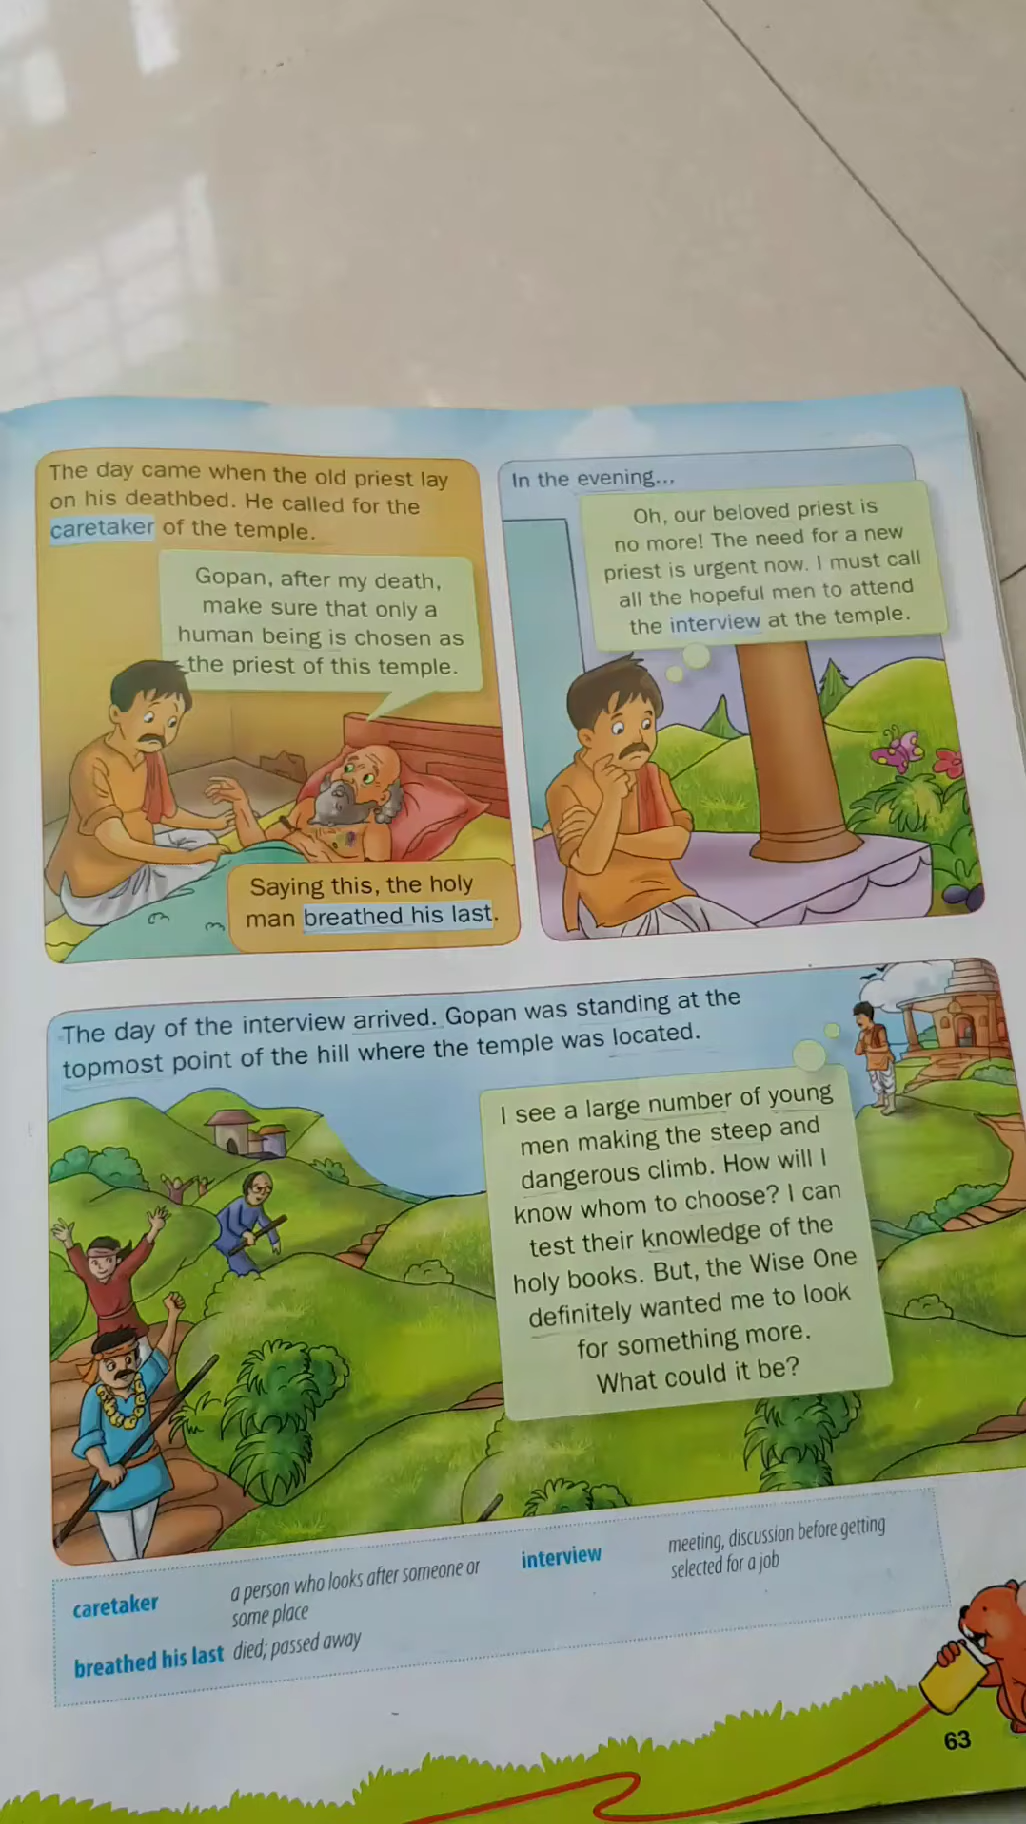 The day came when the old priest lay
on his deathbed. He called for the
caretaker of the temple.
Gopan, after my death,
make sure that only a
human being is chosen as
the priest of this temple.
Saying this, the holy
man breathed his last.
In the evening...
Oh, our beloved priest is
no more! The need for a new
priest is urgent now. I must call
all the hopeful men to attend
the interview at the temple.
The day of the interview arrived. Gopan was standing at the
topmost point of the hill where the temple was located.
I see a large number of young
men making the steep and
dangerous climb. How will I
know whom to choose? I can
test their knowledge of the
holy books. But, the Wise One
definitely wanted me to look
for something more.
What could it be?
caretaker a person who looks after someone or
some place
breathed his last died, passed away
interview meeting, discussion before getting
selected for a job
63